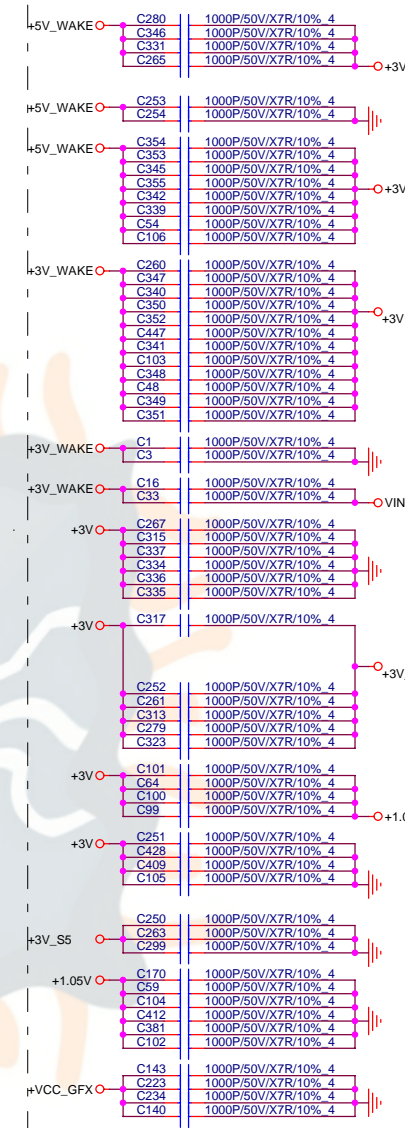 C280 1000P/50V/X7R/10%_4
+5V_WAKE
C346 1000P/50V/X7R/10%_4
C331 1000P/50V/X7R/10%_4
C265 1000P/50V/X7R/10%_4
+3V
C253 1000P/50V/X7R/10%_4
+5V_WAKE
C254 1000P/50V/X7R/10%_4
C354 1000P/50V/X7R/10%_4
+5V_WAKE
C353 1000P/50V/X7R/10%_4
C345 1000P/50V/X7R/10%_4
C355 1000P/50V/X7R/10%_4
+3V
C342 1000P/50V/X7R/10%_4
C339 1000P/50V/X7R/10%_4
C54 1000P/50V/X7R/10%_4
C106 1000P/50V/X7R/10%_4
C260 1000P/50V/X7R/10%_4
+3V_WAKE
C347 1000P/50V/X7R/10%_4
C340 1000P/50V/X7R/10%_4
C350 1000P/50V/X7R/10%_4
+3V
C352 1000P/50V/X7R/10%_4
C447 1000P/50V/X7R/10%_4
C341 1000P/50V/X7R/10%_4
C103 1000P/50V/X7R/10%_4
C348 1000P/50V/X7R/10%_4
C48 1000P/50V/X7R/10%_4
C349 1000P/50V/X7R/10%_4
C351 1000P/50V/X7R/10%_4
C1 1000P/50V/X7R/10%_4
+3V_WAKE
C3 1000P/50V/X7R/10%_4
C16 1000P/50V/X7R/10%_4
+3V_WAKE
C33 1000P/50V/X7R/10%_4
VIN
C267 1000P/50V/X7R/10%_4
+3V
C315 1000P/50V/X7R/10%_4
C337 1000P/50V/X7R/10%_4
C334 1000P/50V/X7R/10%_4
C336 1000P/50V/X7R/10%_4
C335 1000P/50V/X7R/10%_4
C317 1000P/50V/X7R/10%_4
+3V
+3V_
C252 1000P/50V/X7R/10%_4
C261 1000P/50V/X7R/10%_4
C313 1000P/50V/X7R/10%_4
C279 1000P/50V/X7R/10%_4
C323 1000P/50V/X7R/10%_4
C101 1000P/50V/X7R/10%_4
+3V
C64 1000P/50V/X7R/10%_4
C100 1000P/50V/X7R/10%_4
C99 1000P/50V/X7R/10%_4
+1.0
C251 1000P/50V/X7R/10%_4
+3V
C428 1000P/50V/X7R/10%_4
C409 1000P/50V/X7R/10%_4
C105 1000P/50V/X7R/10%_4
C250 1000P/50V/X7R/10%_4
+3V_S5
C263 1000P/50V/X7R/10%_4
C299 1000P/50V/X7R/10%_4
C170 1000P/50V/X7R/10%_4
+1.05V
C59 1000P/50V/X7R/10%_4
C104 1000P/50V/X7R/10%_4
C412 1000P/50V/X7R/10%_4
C381 1000P/50V/X7R/10%_4
C102 1000P/50V/X7R/10%_4
C143 1000P/50V/X7R/10%_4
+VCC_GFX
C223 1000P/50V/X7R/10%_4
C234 1000P/50V/X7R/10%_4
C140 1000P/50V/X7R/10%_4